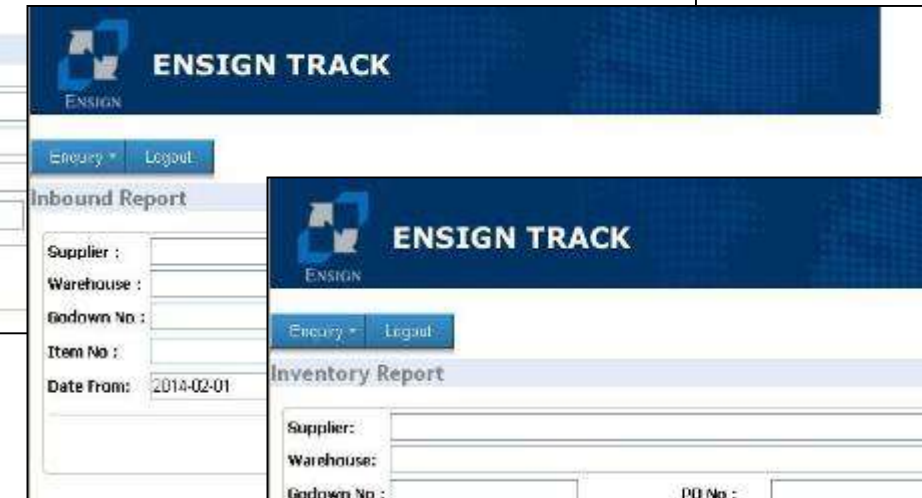 ENSIGN TRACK
ENSIGN
Enquiry Logout
Inbound Report
Supplier :
Warehouse :
Godown No :
Item No :
Date From: 2014-02-01
ENSIGN TRACK
ENSIGN
Enquiry Logout
Inventory Report
Supplier:
Warehouse:
Godown No : PO No :